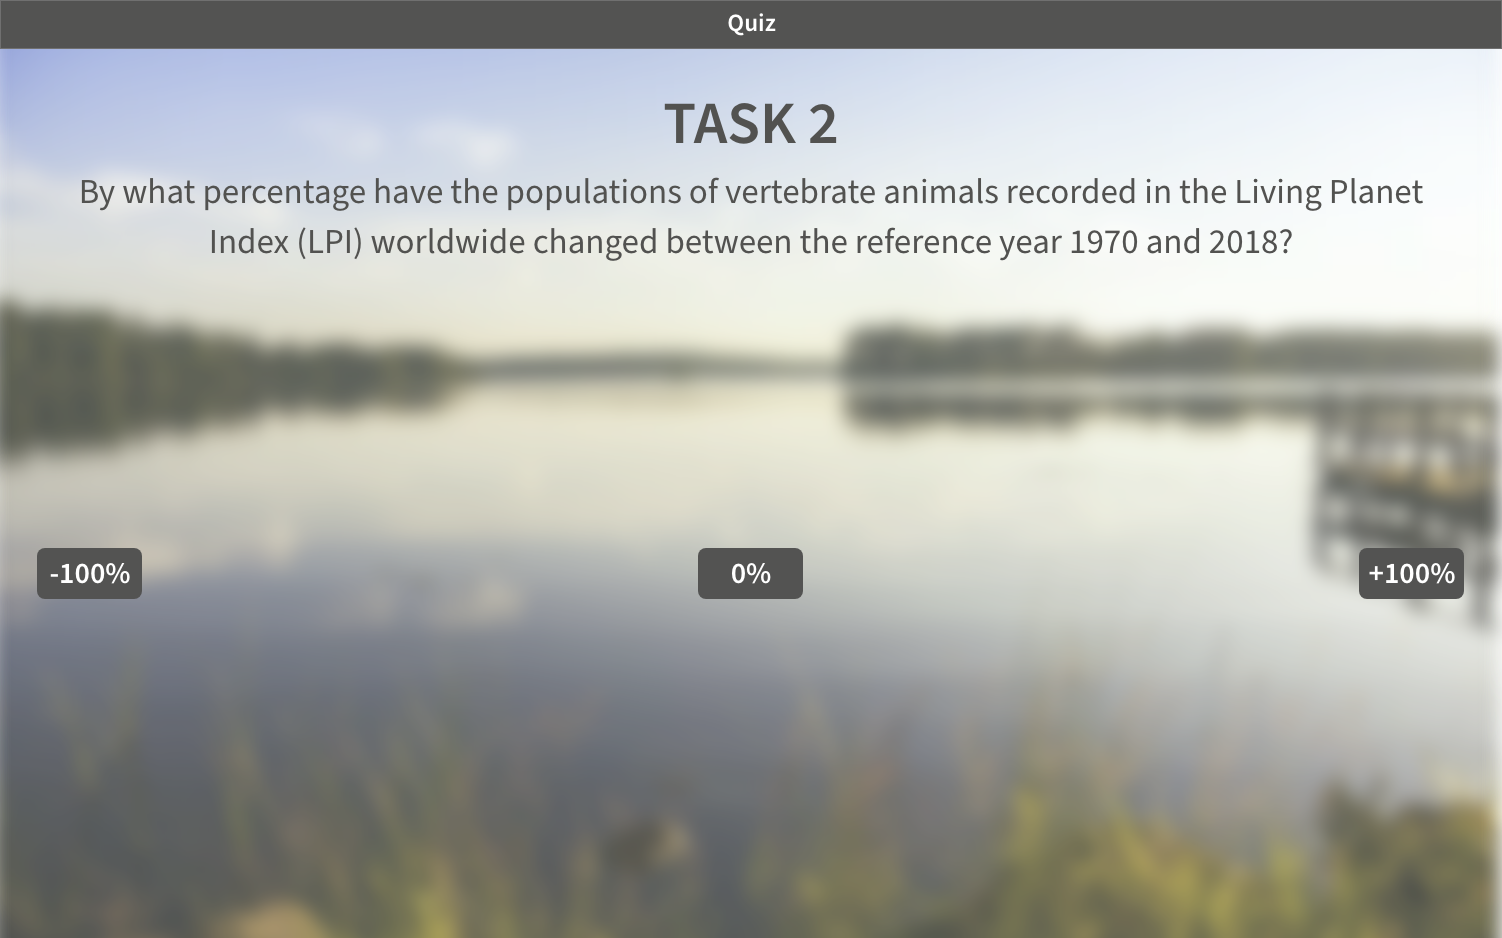 Quiz
TASK 2
By what percentage have the populations of vertebrate animals recorded in the Living Planet
Index (LPI) worldwide changed between the reference year 1970 and 2018?
-100%
0%
+100%